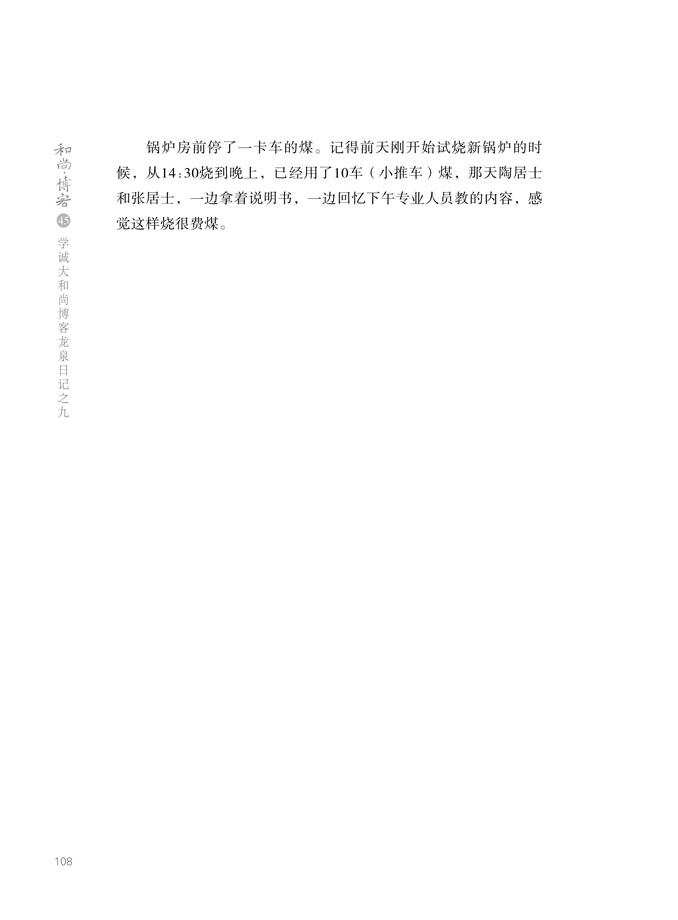 锅炉房前停了一卡车的煤。记得前天刚开始试烧新锅炉的时
候，从14:30烧到晚上，已经用了10车（小推车）煤，那天陶居士
和张居士，一边拿着说明书，一边回忆下午专业人员教的内容，感
觉这样烧很费煤。
和尚·博客
45
学诚大和尚博客龙泉日记之九
108